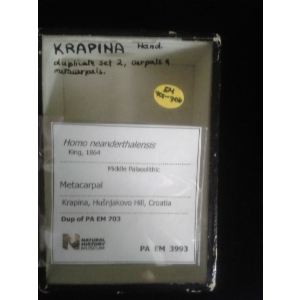 KRAPINA Hand.
duplicate set 2, carpals &
metacarpals.
EM
Homo neanderthalensis
King, 1864
Middle Palaeolithic
Metacarpal
Krapina, Hušnjakovo Hill, Croatia
Dup of PA EM 703
NATURAL
HISTORY
MUSEUM
PA EM 3993